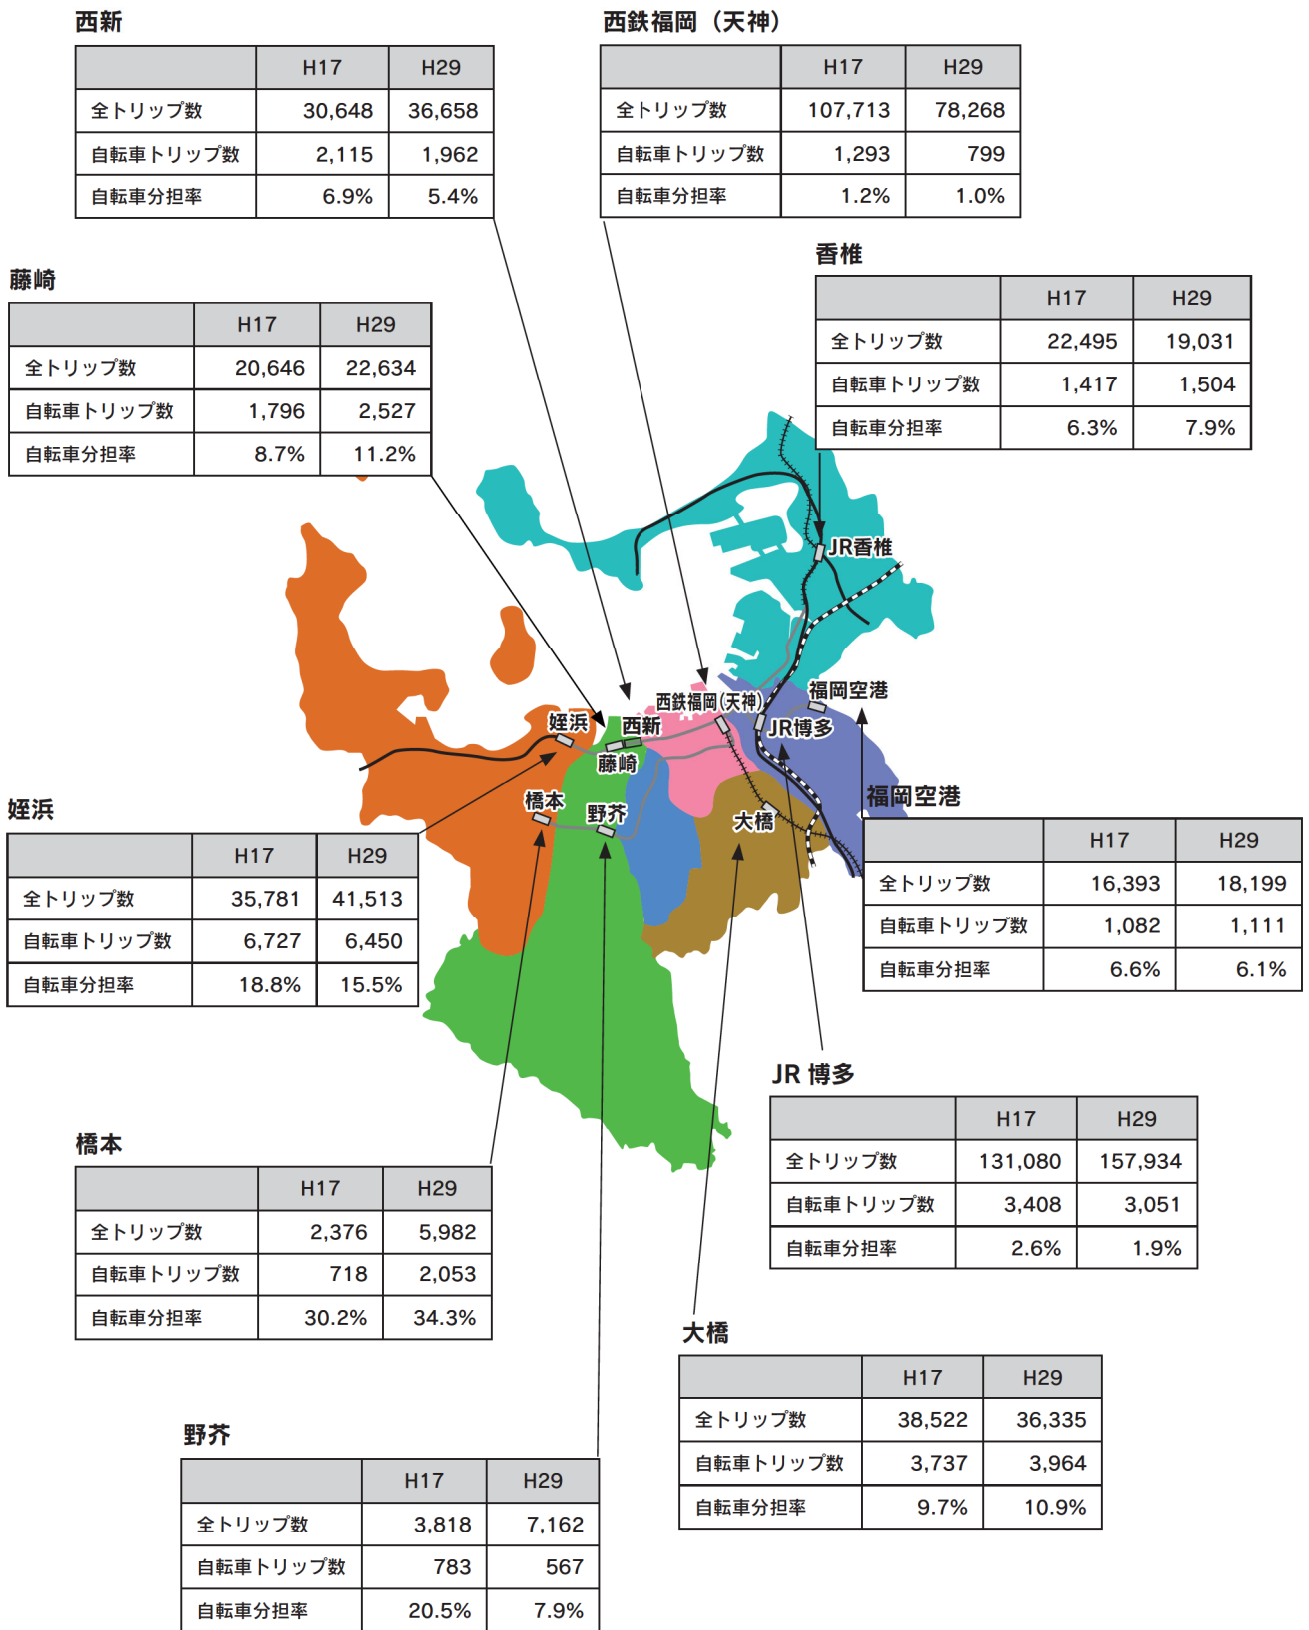 西新
H17 H29
全トリップ数 30,648 36,658
自転車トリップ数 2,115 1,962
自転車分担率 6.9% 5.4%
西鉄福岡（天神）
H17 H29
全トリップ数 107,713 78,268
自転車トリップ数 1,293 799
自転車分担率 1.2% 1.0%
香椎
H17 H29
全トリップ数 22,495 19,031
自転車トリップ数 1,417 1,504
自転車分担率 6.3% 7.9%
藤崎
H17 H29
全トリップ数 20,646 22,634
自転車トリップ数 1,796 2,527
自転車分担率 8.7% 11.2%
JR香椎
福岡空港
西鉄福岡(天神)
JR博多
姪浜
西新
藤崎
橋本
野芥
大橋
姪浜
H17 H29
全トリップ数 35,781 41,513
自転車トリップ数 6,727 6,450
自転車分担率 18.8% 15.5%
福岡空港
H17 H29
全トリップ数 16,393 18,199
自転車トリップ数 1,082 1,111
自転車分担率 6.6% 6.1%
JR 博多
H17 H29
全トリップ数 131,080 157,934
自転車トリップ数 3,408 3,051
自転車分担率 2.6% 1.9%
橋本
H17 H29
全トリップ数 2,376 5,982
自転車トリップ数 718 2,053
自転車分担率 30.2% 34.3%
大橋
H17 H29
全トリップ数 38,522 36,335
自転車トリップ数 3,737 3,964
自転車分担率 9.7% 10.9%
野芥
H17 H29
全トリップ数 3,818 7,162
自転車トリップ数 783 567
自転車分担率 20.5% 7.9%